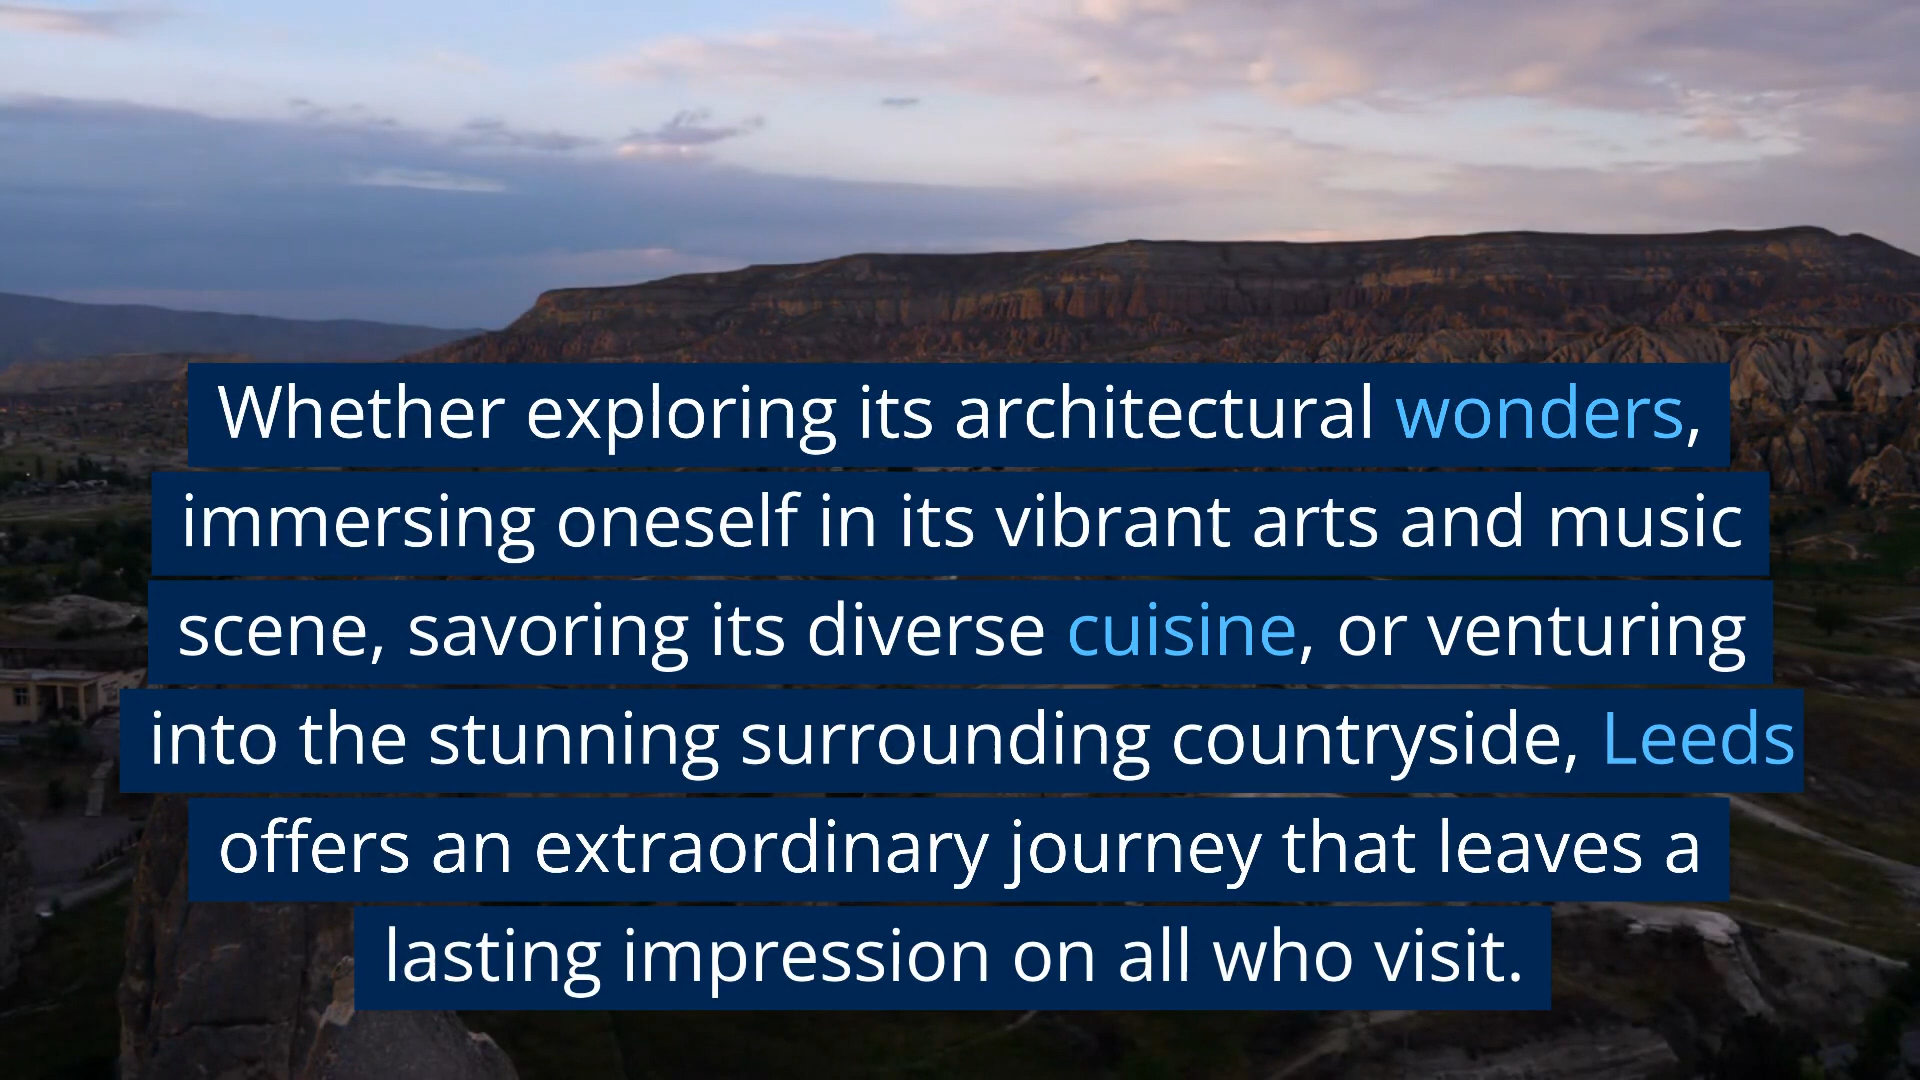 Whether exploring its architectural wonders,
immersing oneself in its vibrant arts and music
scene, savoring its diverse cuisine, or venturing
into the stunning surrounding countryside, Leeds
offers an extraordinary journey that leaves a
lasting impression on all who visit.